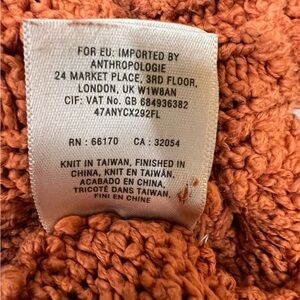 FOR EU: IMPORTED BY
ANTHROPOLOGIE
24 MARKET PLACE, 3RD FLOOR,
LONDON, UK W1W8AN
CIF: VAT No. GB 684936382
47ANYCX292FL
RN : 66170 CA : 32054
KNIT IN TAIWAN, FINISHED IN
CHINA, KNIT EN TAIWÁN,
ACABADO EN CHINA,
TRICOTÉ DANS TAIWAN,
FINI EN CHINE